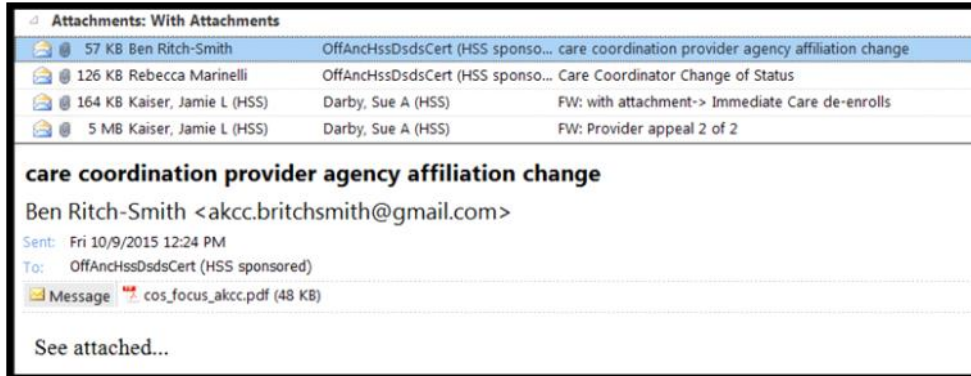 Attachments: With Attachments
57 KB Ben Ritch-Smith OffAncHssDsdsCert (HSS sponso... care coordination provider agency affiliation change
126 KB Rebecca Marinelli OffAncHssDsdsCert (HSS sponso... Care Coordinator Change of Status
164 KB Kaiser, Jamie L (HSS) Darby, Sue A (HSS) FW: with attachment-> Immediate Care de-enrolls
5 MB Kaiser, Jamie L (HSS) Darby, Sue A (HSS) FW: Provider appeal 2 of 2
care coordination provider agency affiliation change
Ben Ritch-Smith <akcc.britchsmith@gmail.com>
Sent: Fri 10/9/2015 12:24 PM
To: OffAncHssDsdsCert (HSS sponsored)
Message cos_focus_akcc.pdf (48 KB)
See attached...